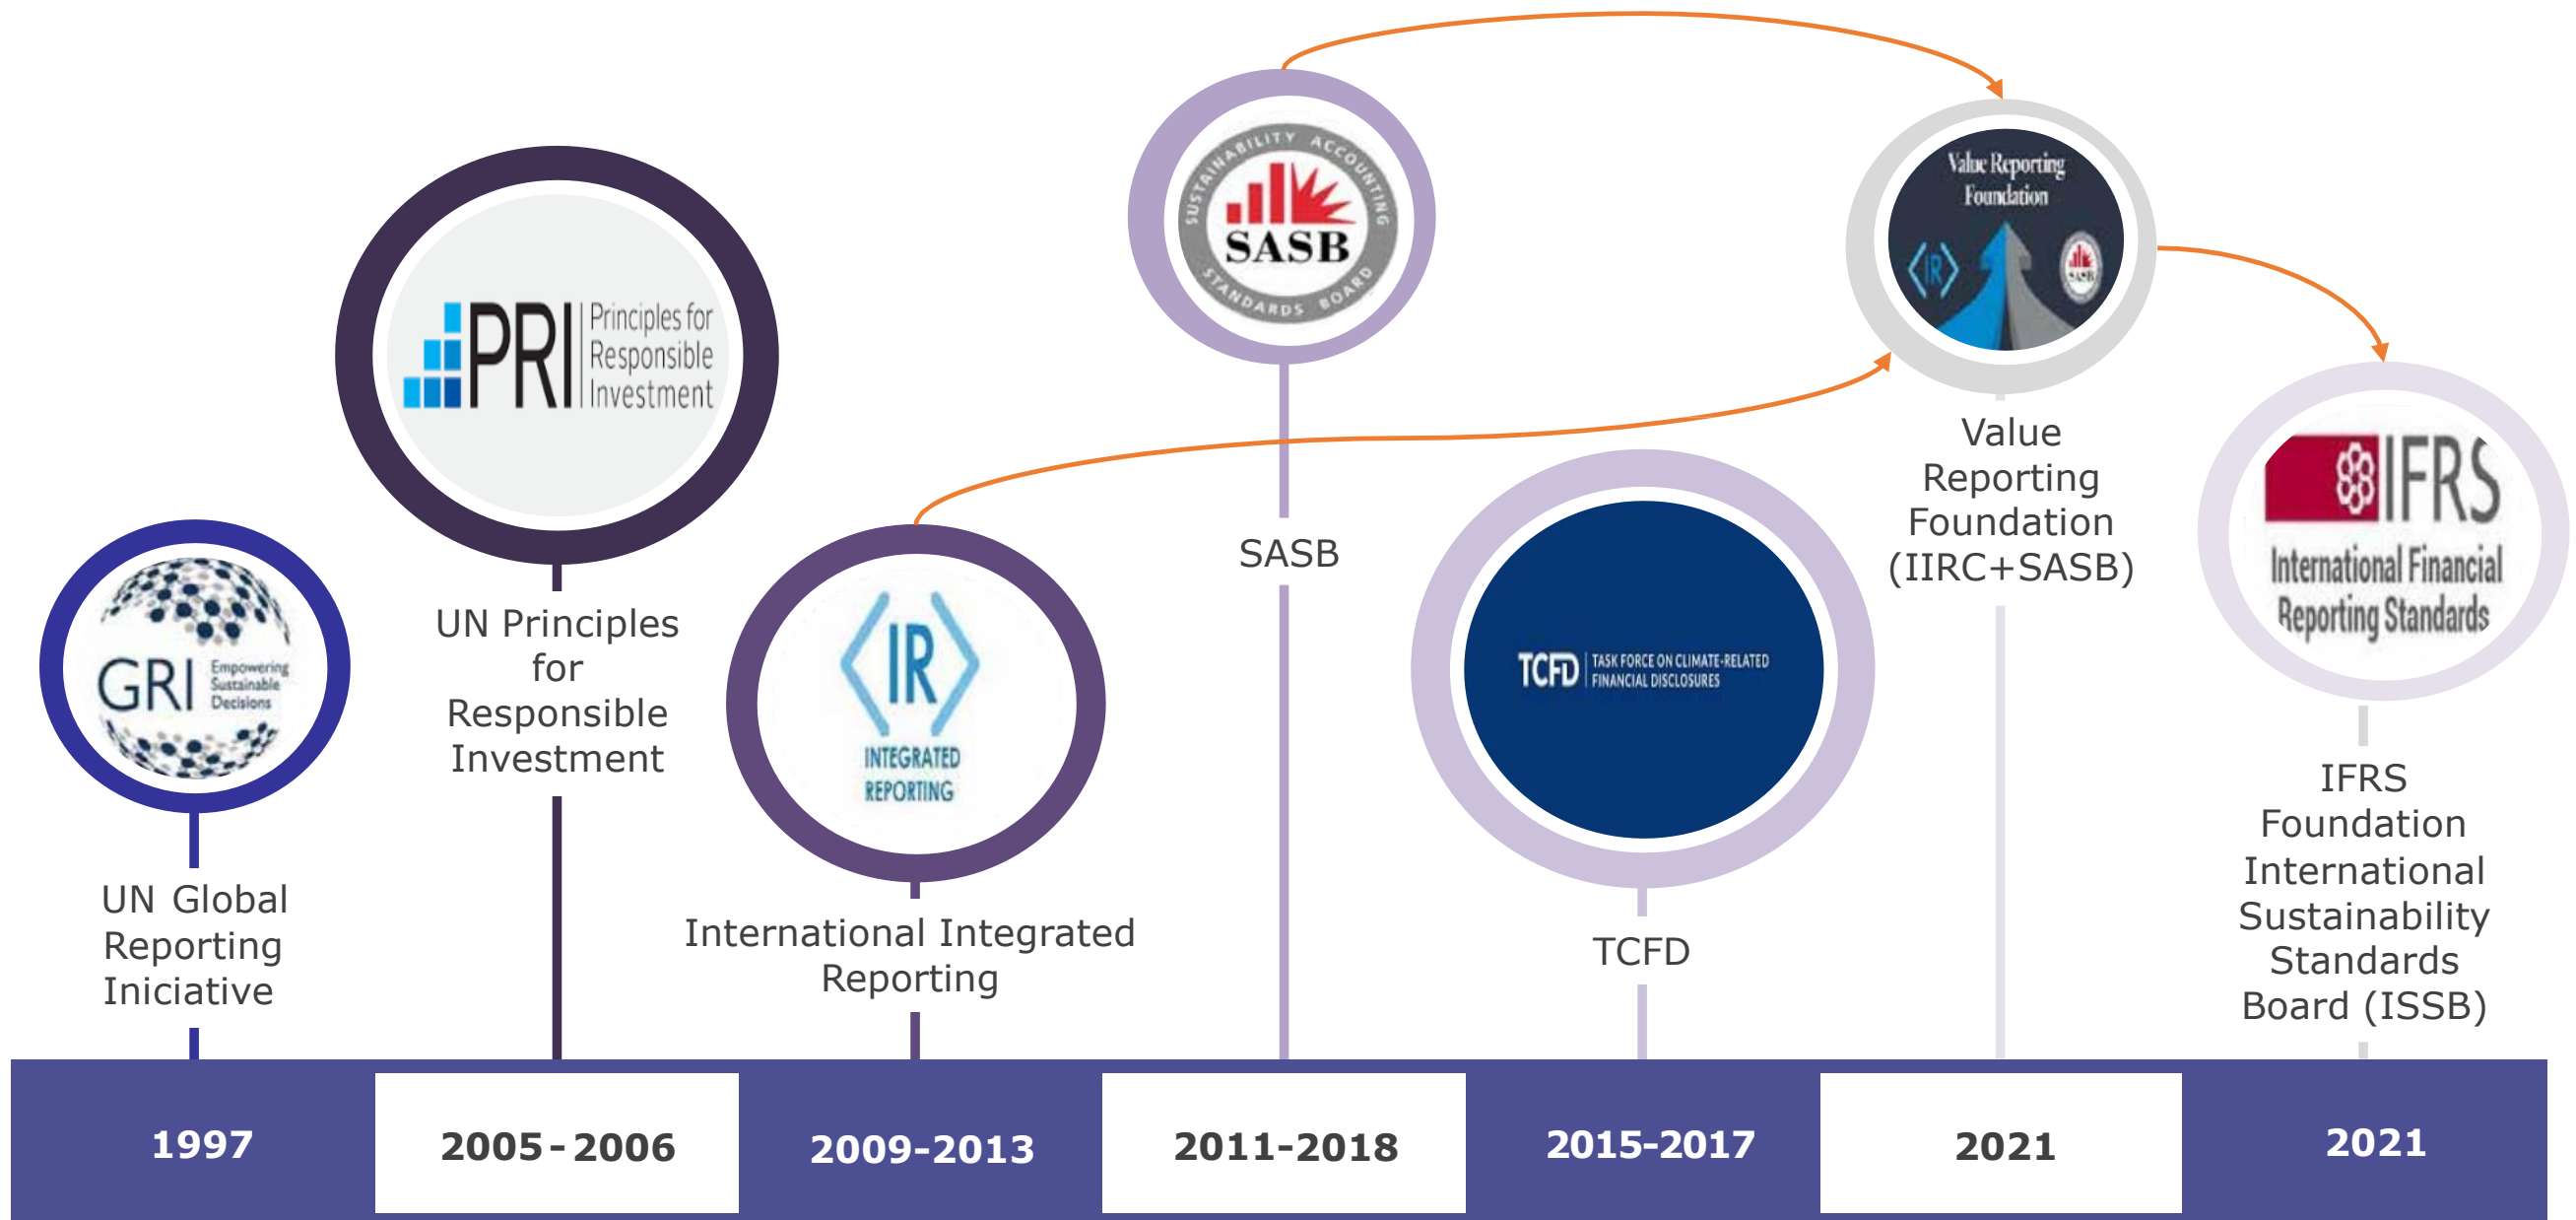 GRI
Empowering
Sustainable
Decisions
UN Global
Reporting
Iniciative
PRI
Principles for
Responsible
Investment
UN Principles
for
Responsible
Investment
IR
INTEGRATED
REPORTING
International Integrated
Reporting
SUSTAINABILITY ACCOUNTING
SASB
STANDARDS BOARD
SASB
TCFD
TASK FORCE ON CLIMATE-RELATED
FINANCIAL DISCLOSURES
TCFD
Value Reporting
Foundation
IR
SASB
Value
Reporting
Foundation
(IIRC+SASB)
IFRS
International Financial
Reporting Standards
IFRS
Foundation
International
Sustainability
Standards
Board (ISSB)
1997
2005-2006
2009-2013
2011-2018
2015-2017
2021
2021